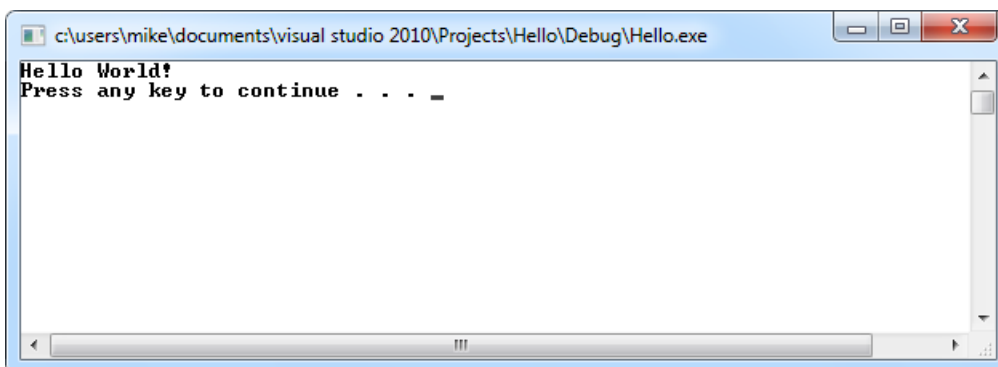 c:\users\mike\documents\visual studio 2010\Projects\Hello\Debug\Hello.exe
Hello World!
Press any key to continue . . . _